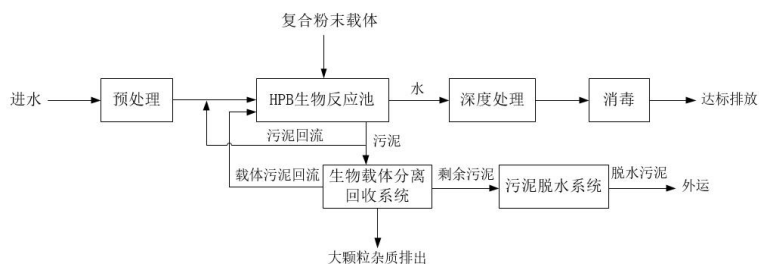 复合粉末载体
进水
预处理
HPB生物反应池
水
深度处理
消毒
达标排放
污泥回流
污泥
载体污泥回流
生物载体分离
回收系统
剩余污泥
污泥脱水系统
脱水污泥
外运
大颗粒杂质排出